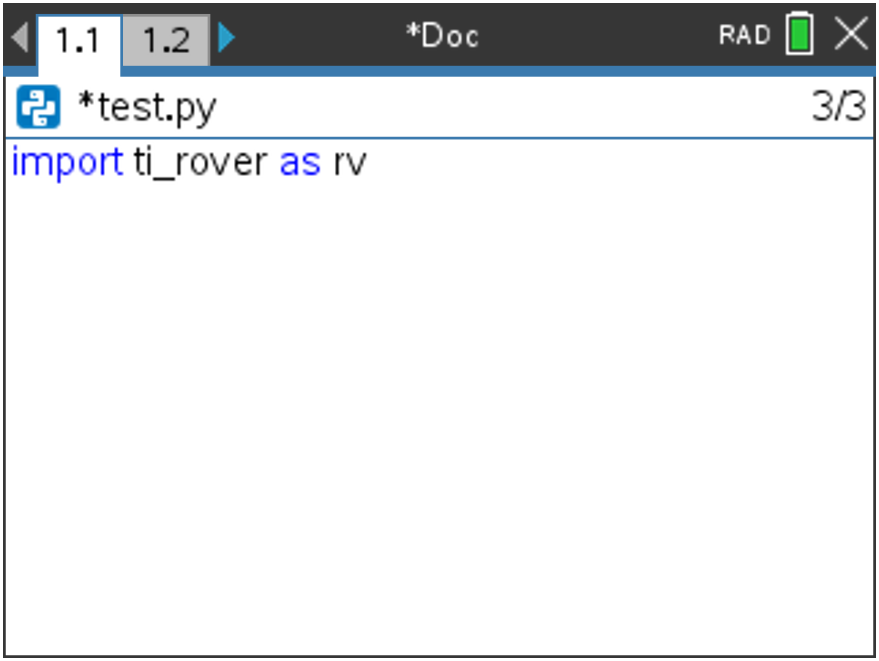 1.1 1.2 *Doc RAD
*test.py 3/3
import ti_rover as rv